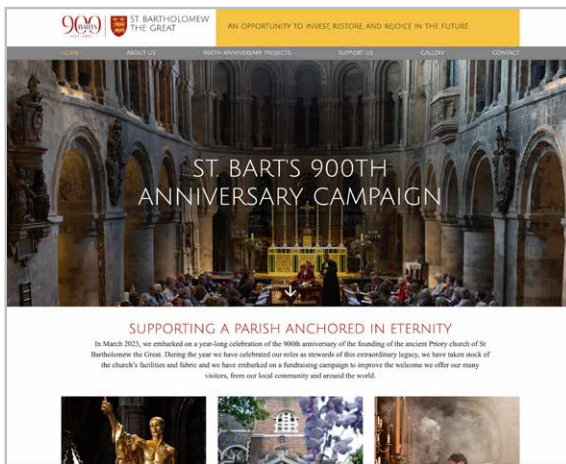 900
BARTS
ST BARTHOLOMEW
THE GREAT
AN OPPORTUNITY TO INVEST, RESTORE, AND REJOICE IN THE FUTURE
HOME ABOUT US 900TH ANNIVERSARY PROJECTS SUPPORT US GALLERY CONTACT
ST. BART'S 900TH
ANNIVERSARY CAMPAIGN
SUPPORTING A PARISH ANCHORED IN ETERNITY
In March 2023, we embarked on a year-long celebration of the 900th anniversary of the founding of the ancient Priory church of St
Bartholomew the Great. During the year we have celebrated our roles as stewards of this extraordinary legacy, we have taken stock of
the church's facilities and fabric and we have embarked on a fundraising campaign to improve the welcome we offer our many
visitors, from our local community and around the world.